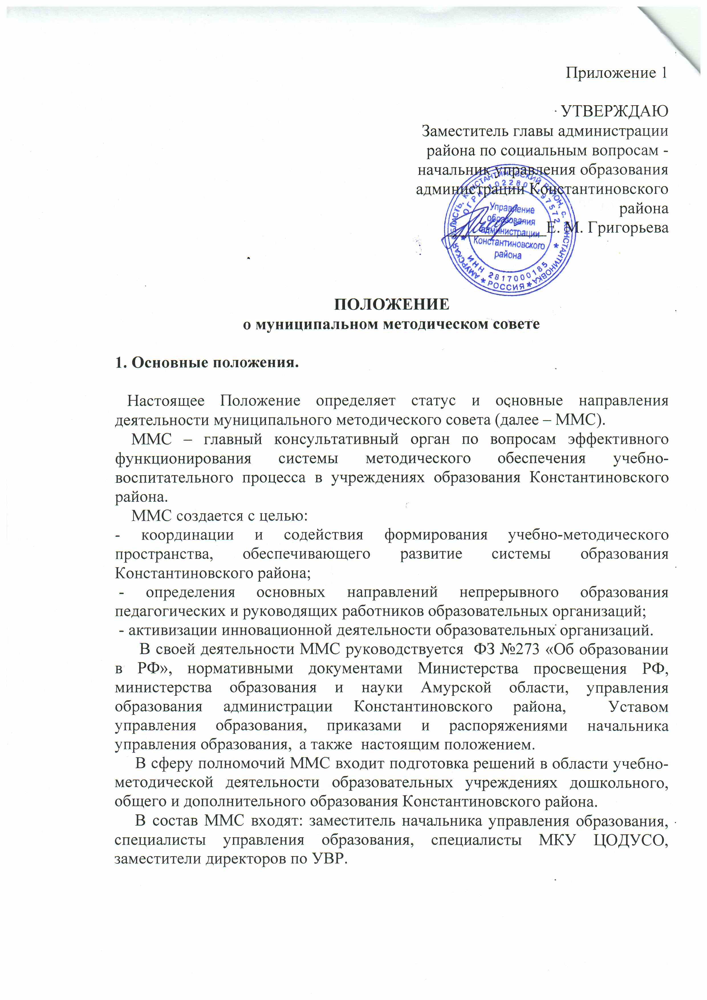 Приложение 1
УТВЕРЖДАЮ
Заместитель главы администрации
района по социальным вопросам -
начальник управления образования
администрации Константиновского
района
Е. М. Григорьева
АМУРСКАЯ ОБЛАСТЬ, КОНСТАНТИНОВСКИЙ РАЙОН, с. КОНСТАНТИНОВКА
* РОССИЯ *
ОГРН 1022801197572
ИНН 2817000185
Управление
образования
администрации
Константиновского
района
ПОЛОЖЕНИЕ
о муниципальном методическом совете
1. Основные положения.
Настоящее Положение определяет статус и основные направления
деятельности муниципального методического совета (далее – ММС).
ММС – главный консультативный орган по вопросам эффективного
функционирования системы методического обеспечения учебно-
воспитательного процесса в учреждениях образования Константиновского
района.
ММС создается с целью:
- координации и содействия формирования учебно-методического
пространства, обеспечивающего развитие системы образования
Константиновского района;
- определения основных направлений непрерывного образования
педагогических и руководящих работников образовательных организаций;
- активизации инновационной деятельности образовательных организаций.
В своей деятельности ММС руководствуется ФЗ №273 «Об образовании
в РФ», нормативными документами Министерства просвещения РФ,
министерства образования и науки Амурской области, управления
образования администрации Константиновского района, Уставом
управления образования, приказами и распоряжениями начальника
управления образования, а также настоящим положением.
В сферу полномочий ММС входит подготовка решений в области учебно-
методической деятельности образовательных учреждениях дошкольного,
общего и дополнительного образования Константиновского района.
В состав ММС входят: заместитель начальника управления образования,
специалисты управления образования, специалисты МКУ ЦОДУСО,
заместители директоров по УВР.